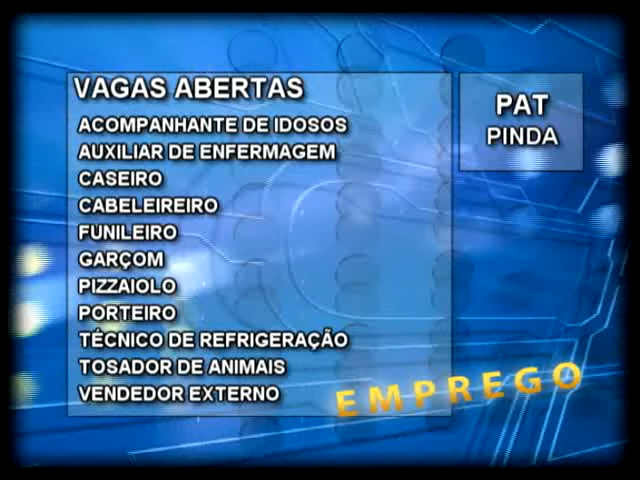 VAGAS ABERTAS
ACOMPANHANTE DE IDOSOS
AUXILIAR DE ENFERMAGEM
CASEIRO
CABELEIREIRO
FUNILEIRO
GARÇOM
PIZZAIOLO
PORTEIRO
TÉCNICO DE REFRIGERAÇÃO
TOSADOR DE ANIMAIS
VENDEDOR EXTERNO
PAT
PINDA
EMPREGO